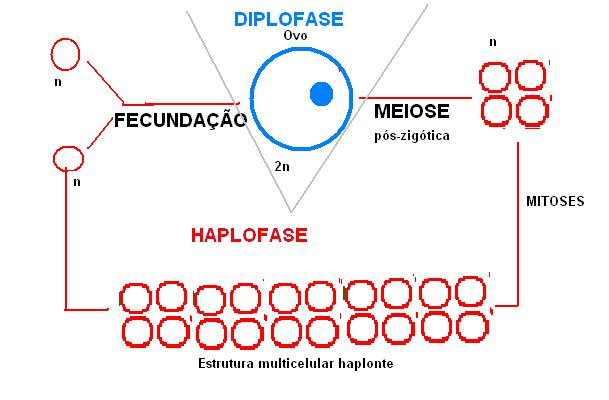 DIPLOFASE
Ovo
n
n
FECUNDAÇÃO
MEIOSE
pós-zigótica
2n
n
MITOSES
HAPLOFASE
Estrutura multicelular haplonte